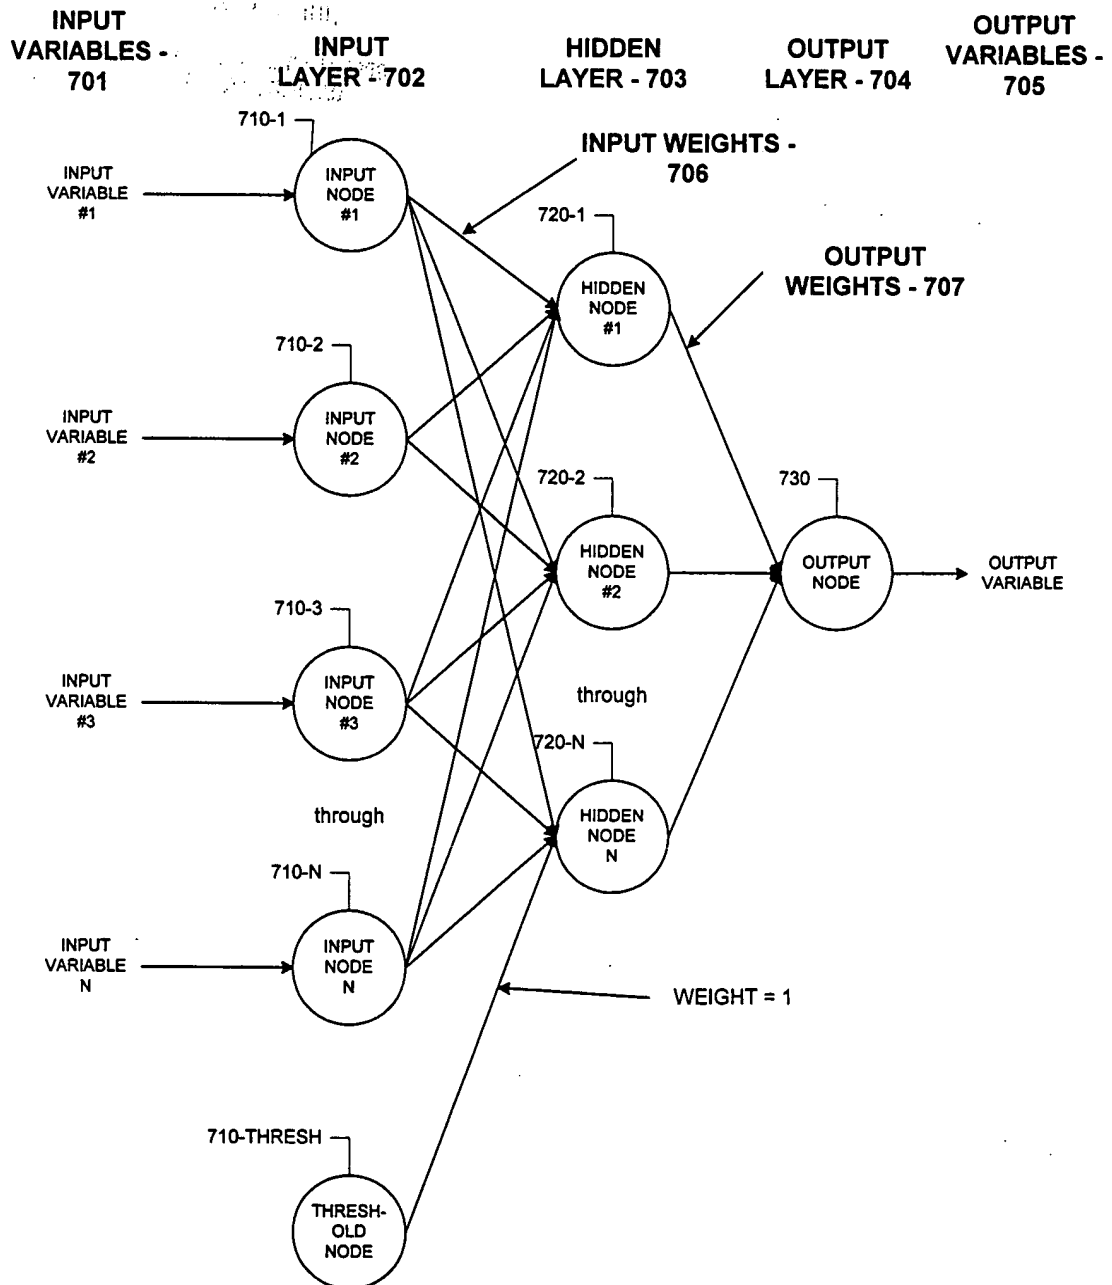 INPUT
VARIABLES -
701
INPUT
LAYER - 702
HIDDEN
LAYER - 703
OUTPUT
LAYER - 704
OUTPUT
VARIABLES -
705
710-1
INPUT
VARIABLE
#1
INPUT
NODE
#1
INPUT WEIGHTS -
706
720-1
HIDDEN
NODE
#1
OUTPUT
WEIGHTS - 707
710-2
INPUT
VARIABLE
#2
INPUT
NODE
#2
720-2
HIDDEN
NODE
#2
730
OUTPUT
NODE
OUTPUT
VARIABLE
710-3
INPUT
VARIABLE
#3
INPUT
NODE
#3
through
720-N
HIDDEN
NODE
N
through
710-N
INPUT
VARIABLE
N
INPUT
NODE
N
WEIGHT = 1
710-THRESH
THRESH-
OLD
NODE